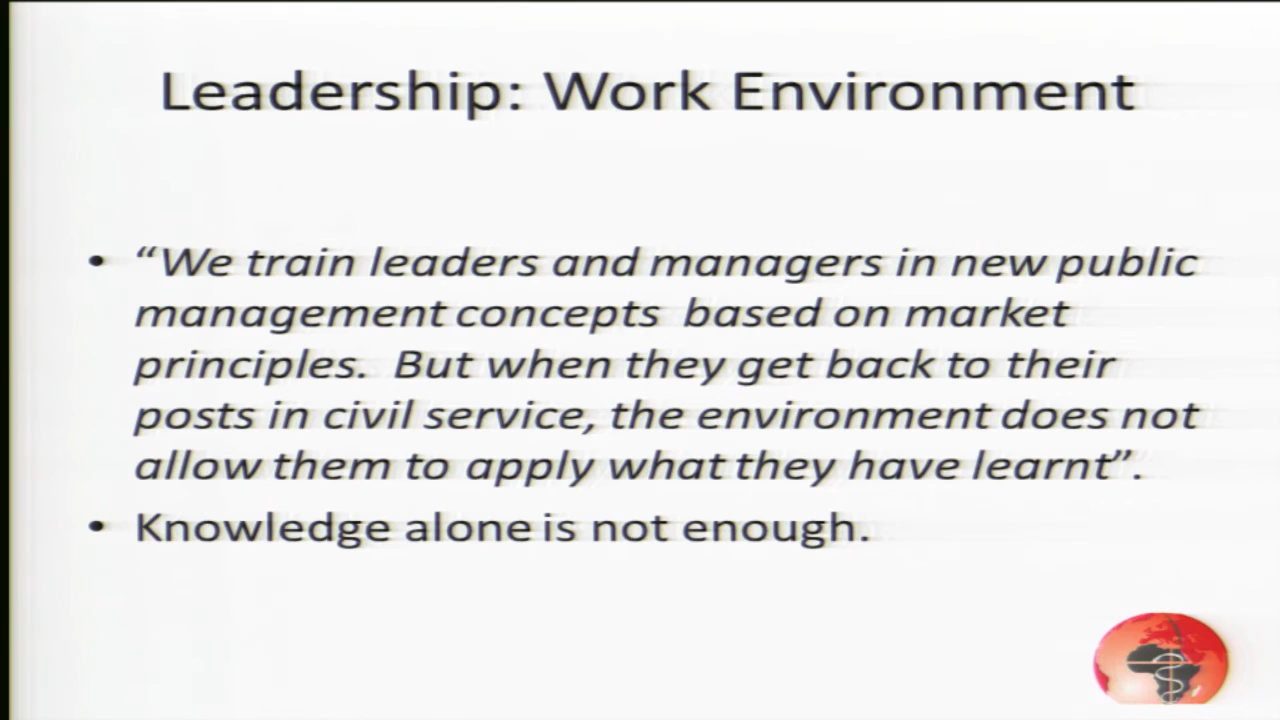 Leadership: Work Environment
• “We train leaders and managers in new public
management concepts based on market
principles. But when they get back to their
posts in civil service, the environment does not
allow them to apply what they have learnt”.
• Knowledge alone is not enough.